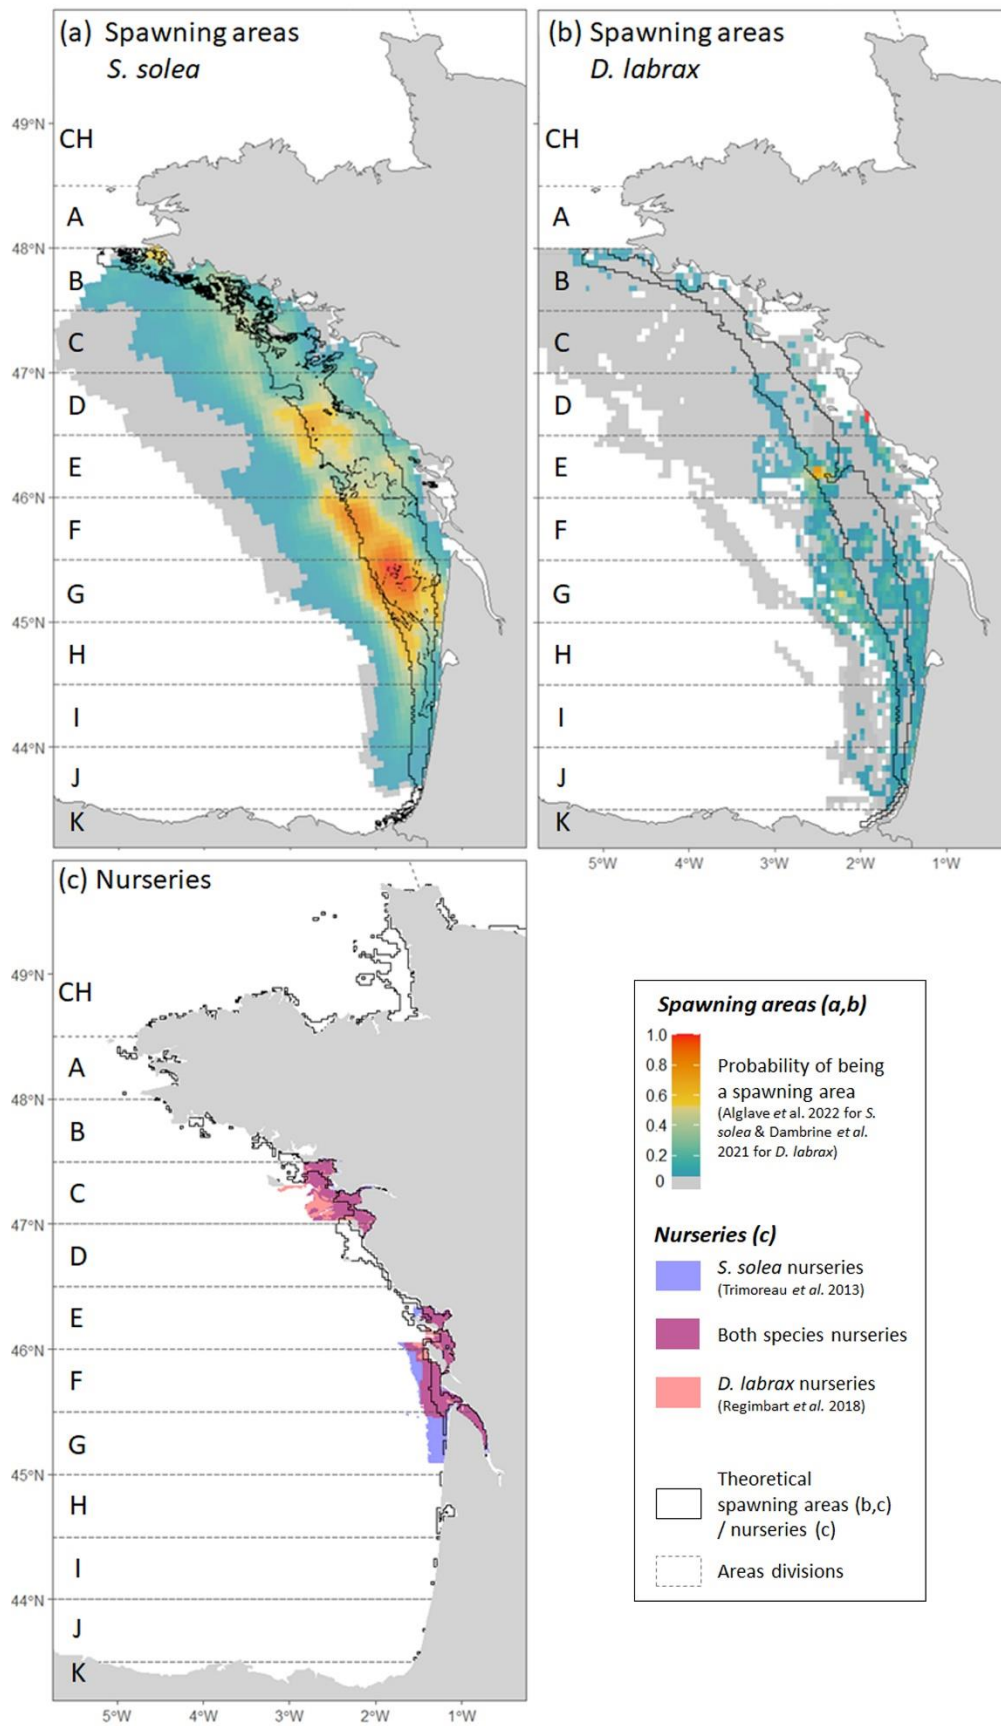 (a) Spawning areas
S. solea
49°N
CH
A
48°N
B
C
47°N
D
E
46°N
F
G
45°N
H
I
44°N
J
K
(b) Spawning areas
D. labrax
CH
A
B
C
D
E
F
G
H
I
J
K
5°W
4°W
3°W
2°W
1°W
(c) Nurseries
49°N
CH
A
48°N
B
C
47°N
D
E
46°N
F
G
45°N
H
I
44°N
J
K
5°W
4°W
3°W
2°W
1°W
Spawning areas (a,b)
1.0
0.8
0.6
0.4
0.2
0
Probability of being
a spawning area
(Alglave et al. 2022 for S.
solea & Dambrine et al.
2021 for D. labrax)
Nurseries (c)
S. solea nurseries
(Trimoreau et al. 2013)
Both species nurseries
D. labrax nurseries
(Regimbart et al. 2018)
Theoretical
spawning areas (b,c)
/ nurseries (c)
Areas divisions